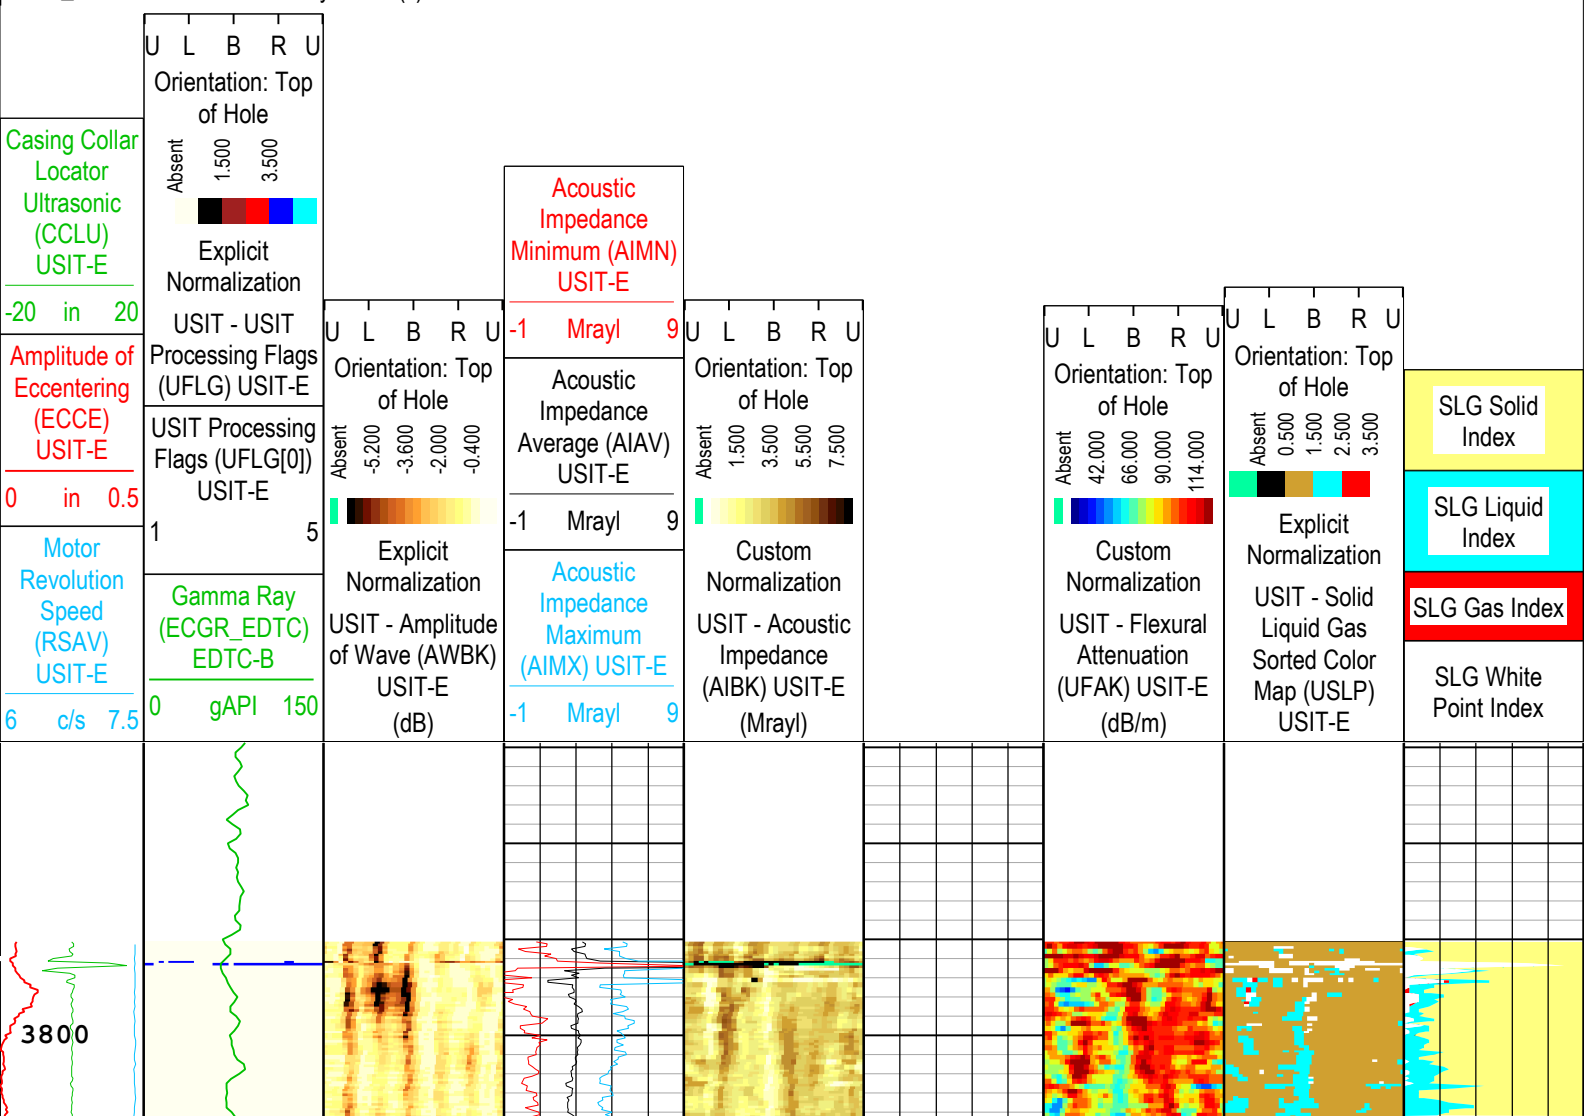 Casing Collar
Locator
Ultrasonic
(CCLU)
USIT-E
-20 in 20
Amplitude of
Eccentering
(ECCE)
USIT-E
0 in 0.5
Motor
Revolution
Speed
(RSAV)
USIT-E
6 c/s 7.5
U L B R U
Orientation: Top
of Hole
Absent
1.500
3.500
Explicit
Normalization
USIT - USIT
Processing Flags
(UFLG) USIT-E
USIT Processing
Flags (UFLG[0])
USIT-E
1 5
Gamma Ray
(ECGR_EDTC)
EDTC-B
0 gAPI 150
U L B R U
Orientation: Top
of Hole
Absent
-5.200
-3.600
-2.000
-0.400
Explicit
Normalization
USIT - Amplitude
of Wave (AWBK)
USIT-E
(dB)
Acoustic
Impedance
Minimum (AIMN)
USIT-E
-1 Mrayl 9
Acoustic
Impedance
Average (AIAV)
USIT-E
-1 Mrayl 9
Acoustic
Impedance
Maximum
(AIMX) USIT-E
-1 Mrayl 9
U L B R U
Orientation: Top
of Hole
Absent
1.500
3.500
5.500
7.500
Custom
Normalization
USIT - Acoustic
Impedance
(AIBK) USIT-E
(Mrayl)
U L B R U
Orientation: Top
of Hole
Absent
42.000
66.000
90.000
114.000
Custom
Normalization
USIT - Flexural
Attenuation
(UFAK) USIT-E
(dB/m)
U L B R U
Orientation: Top
of Hole
Absent
0.500
1.500
2.500
3.500
Explicit
Normalization
USIT - Solid
Liquid Gas
Sorted Color
Map (USLP)
USIT-E
SLG Solid
Index
SLG Liquid
Index
SLG Gas Index
SLG White
Point Index
3800